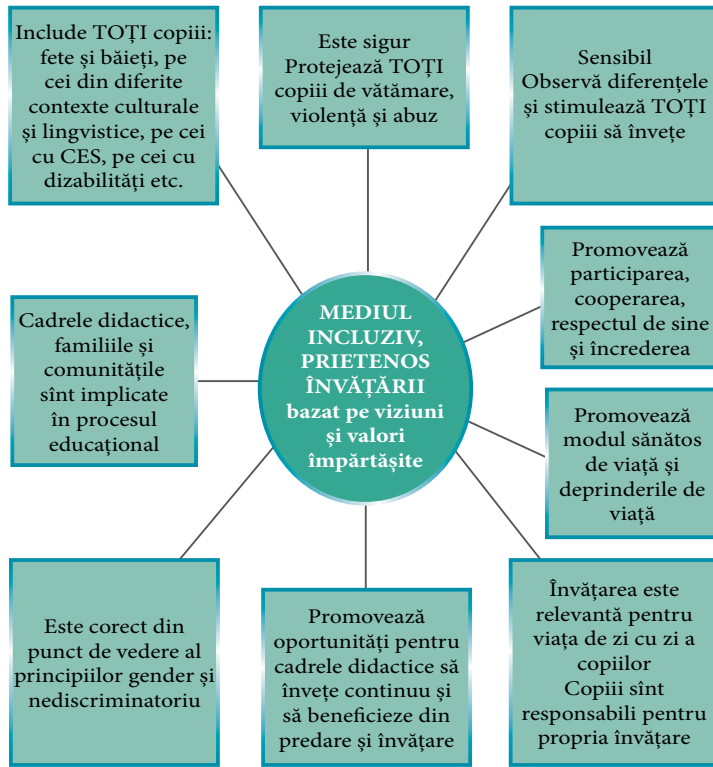 Include TOȚI copiii:
fete și băieți, pe
cei din diferite
contexte culturale
și lingvistice, pe cei
cu CES, pe cei cu
dizabilități etc.
Este sigur
Protejează TOȚI
copiii de vătămare,
violență și abuz
Sensibil
Observă diferențele
și stimulează TOȚI
copiii să învețe
Promovează
participarea,
cooperarea,
respectul de sine
și încrederea
MEDIUL
INCLUZIV,
PRIETENOS
ÎNVĂȚĂRII
bazat pe viziuni
și valori
împărtășite
Cadrele didactice,
familiile și
comunitățile
sînt implicate
în procesul
educațional
Promovează
modul sănătos
de viață și
deprinderile de
viață
Este corect din
punct de vedere al
principiilor gender și
nediscriminatoriu
Promovează
oportunități pentru
cadrele didactice să
învețe continuu și
să beneficieze din
predare și învățare
Învățarea este
relevantă pentru
viața de zi cu zi a
copiilor
Copiii sînt
responsabili pentru
propria învățare